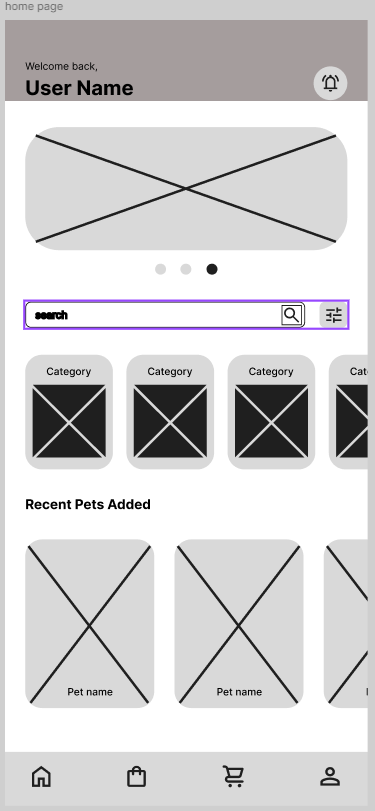 home page
Welcome back,
User Name
search
Category
Category
Category
Recent Pets Added
Pet name
Pet name